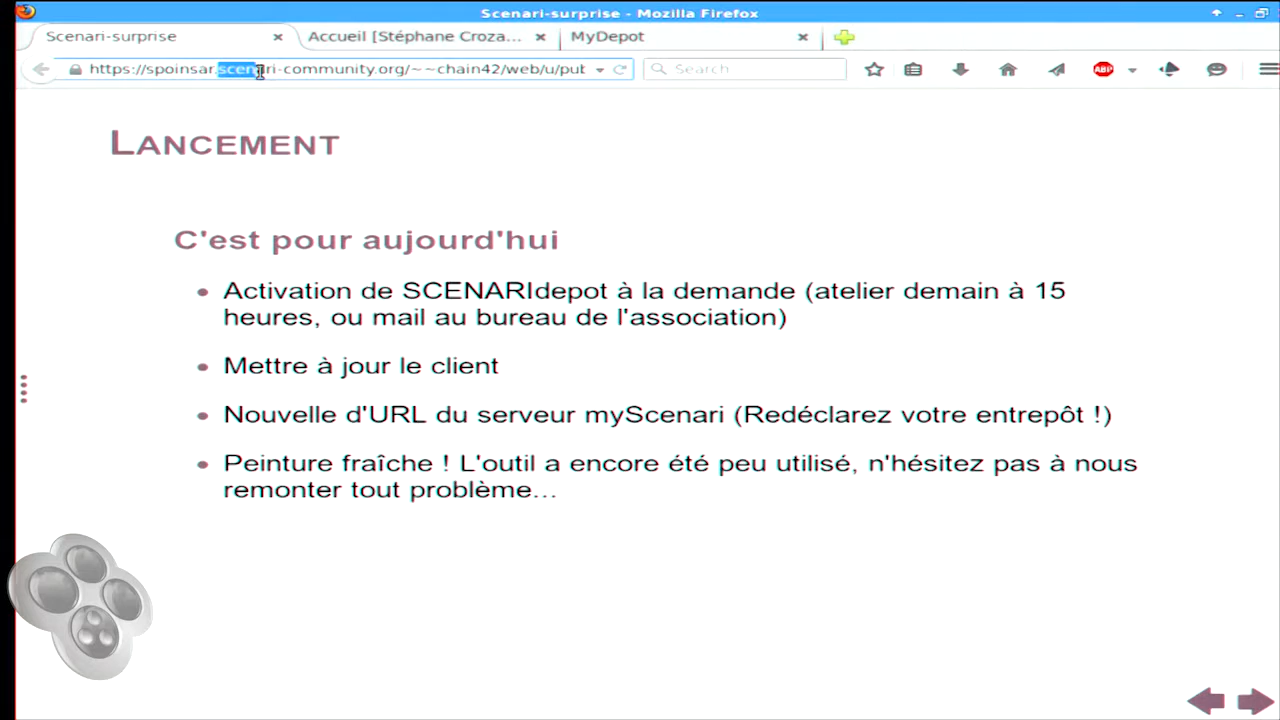 Scenari-surprise - Mozilla Firefox
Scenari-surprise
Accueil [Stéphane Croza...
MyDepot
https://spoinsar.scenari-community.org/~~chain42/web/u/put
Search
ABP
LANCEMENT
C'est pour aujourd'hui
• Activation de SCENARIdepot à la demande (atelier demain à 15
heures, ou mail au bureau de l'association)
• Mettre à jour le client
• Nouvelle d'URL du serveur myScenari (Redéclarez votre entrepôt !)
• Peinture fraîche ! L'outil a encore été peu utilisé, n'hésitez pas à nous
remonter tout problème...